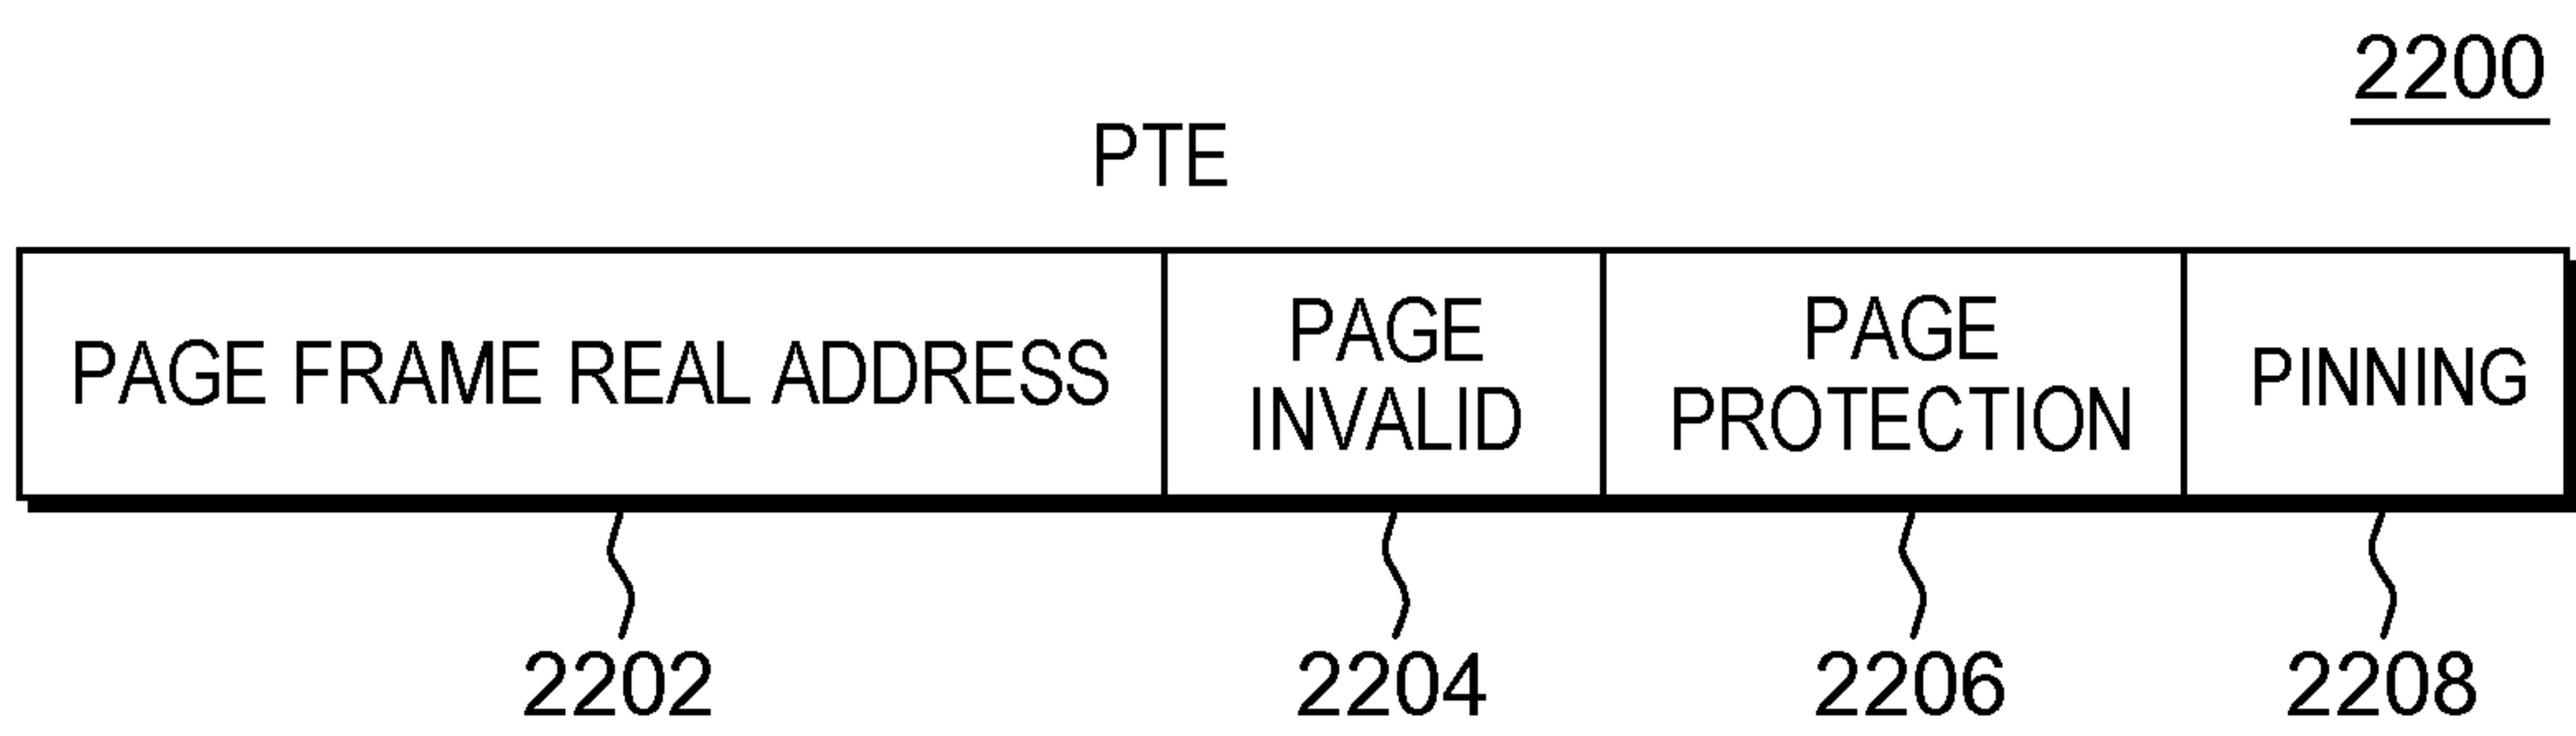 2200
PTE
PAGE FRAME REAL ADDRESS
PAGE
INVALID
PAGE
PROTECTION
PINNING
2202
2204
2206
2208